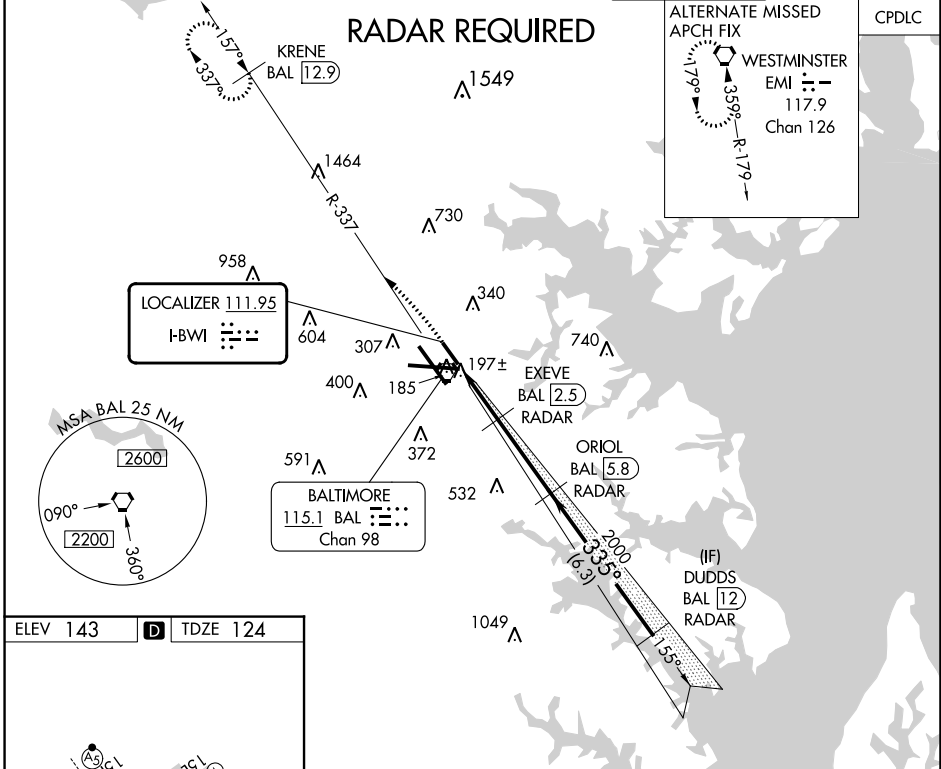 RADAR REQUIRED
ALTERNATE MISSED
APCH FIX
CPDLC
WESTMINSTER
EMI
117.9
Chan 126
179°
359°
R-179
157°
337°
KRENE
BAL 12.9
1549
1464
R-337
730
958
LOCALIZER 111.95
I-BWI
604
340
307
740
197±
400
185
EXEVE
BAL 2.5
RADAR
372
ORIOL
BAL 5.8
RADAR
591
532
BALTIMORE
115.1 BAL
Chan 98
MSA BAL 25 NM
2600
090°
2200
360°
2000
335°
(6.3)
(IF)
DUDDS
BAL 12
RADAR
1049
155°
ELEV 143 D TDZE 124
A5